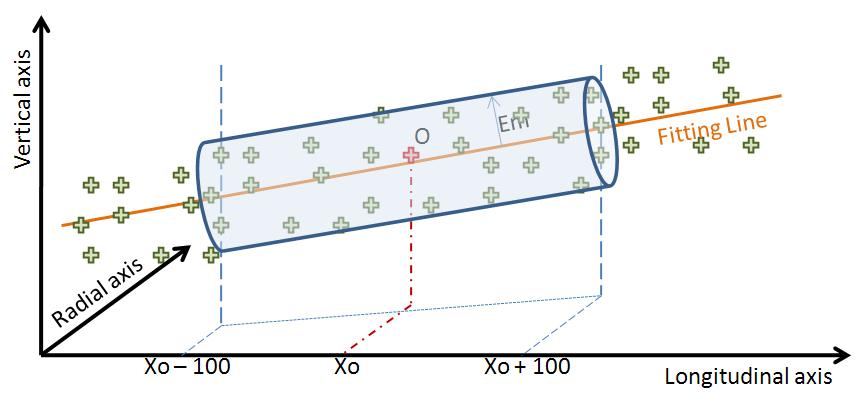 Vertical axis
O
Em
Fitting Line
Radial axis
Xo – 100
Xo
Xo + 100
Longitudinal axis